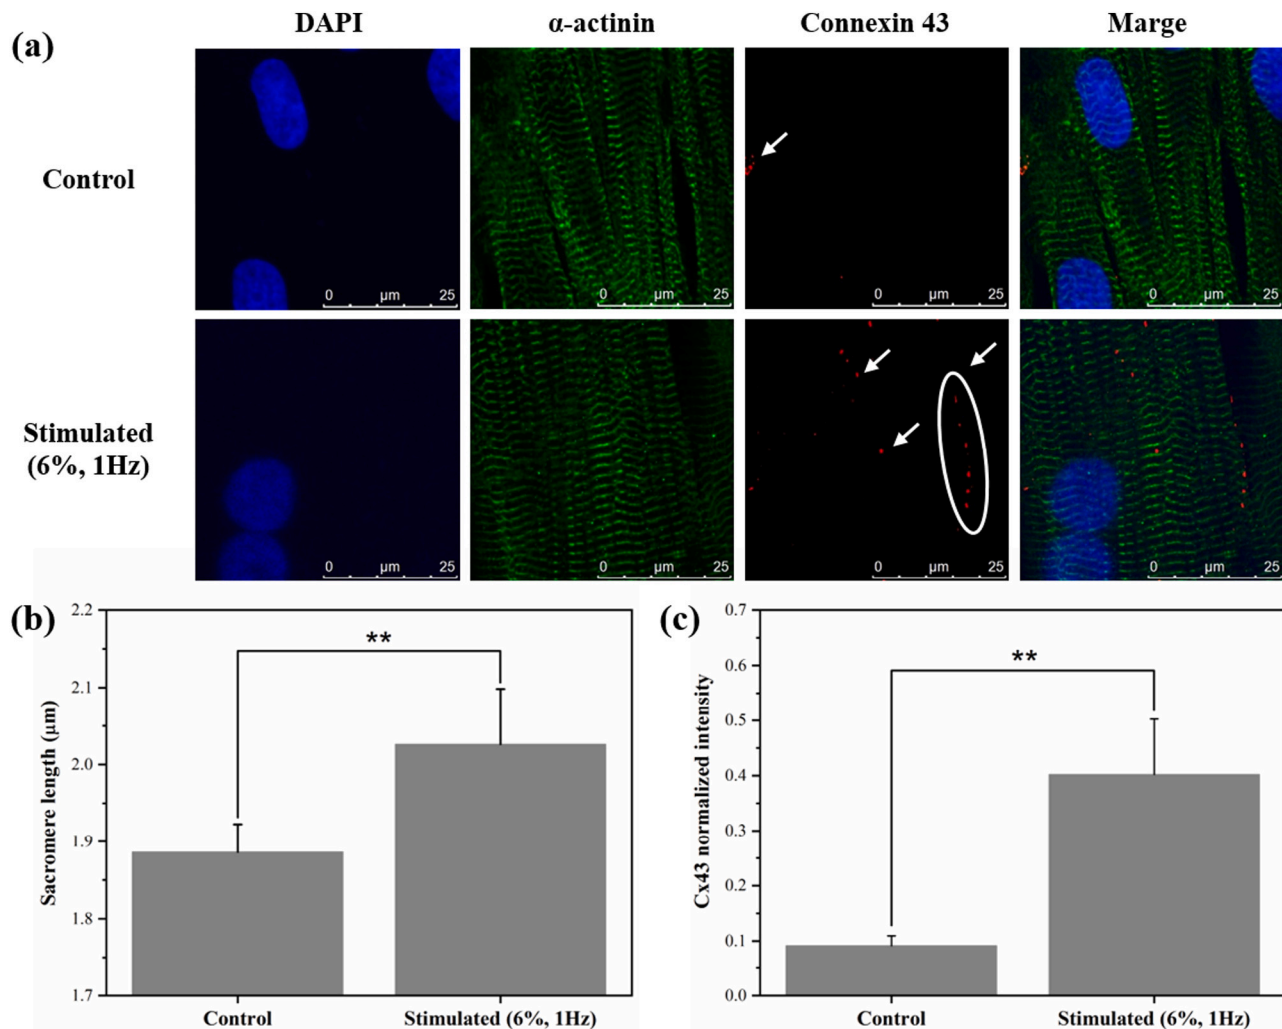 (a)
DAPI
α-actinin
Connexin 43
Marge
Control
0 μm 25
0 μm 25
0 μm 25
0 μm 25
Stimulated
(6%, 1Hz)
0 μm 25
0 μm 25
0 μm 25
0 μm 25
(b)
Sacromere length (μm)
2.2
2.1
2.0
1.9
1.8
1.7
**
Control
Stimulated (6%, 1Hz)
(c)
Cx43 normalized intensity
0.7
0.6
0.5
0.4
0.3
0.2
0.1
0.0
**
Control
Stimulated (6%, 1Hz)